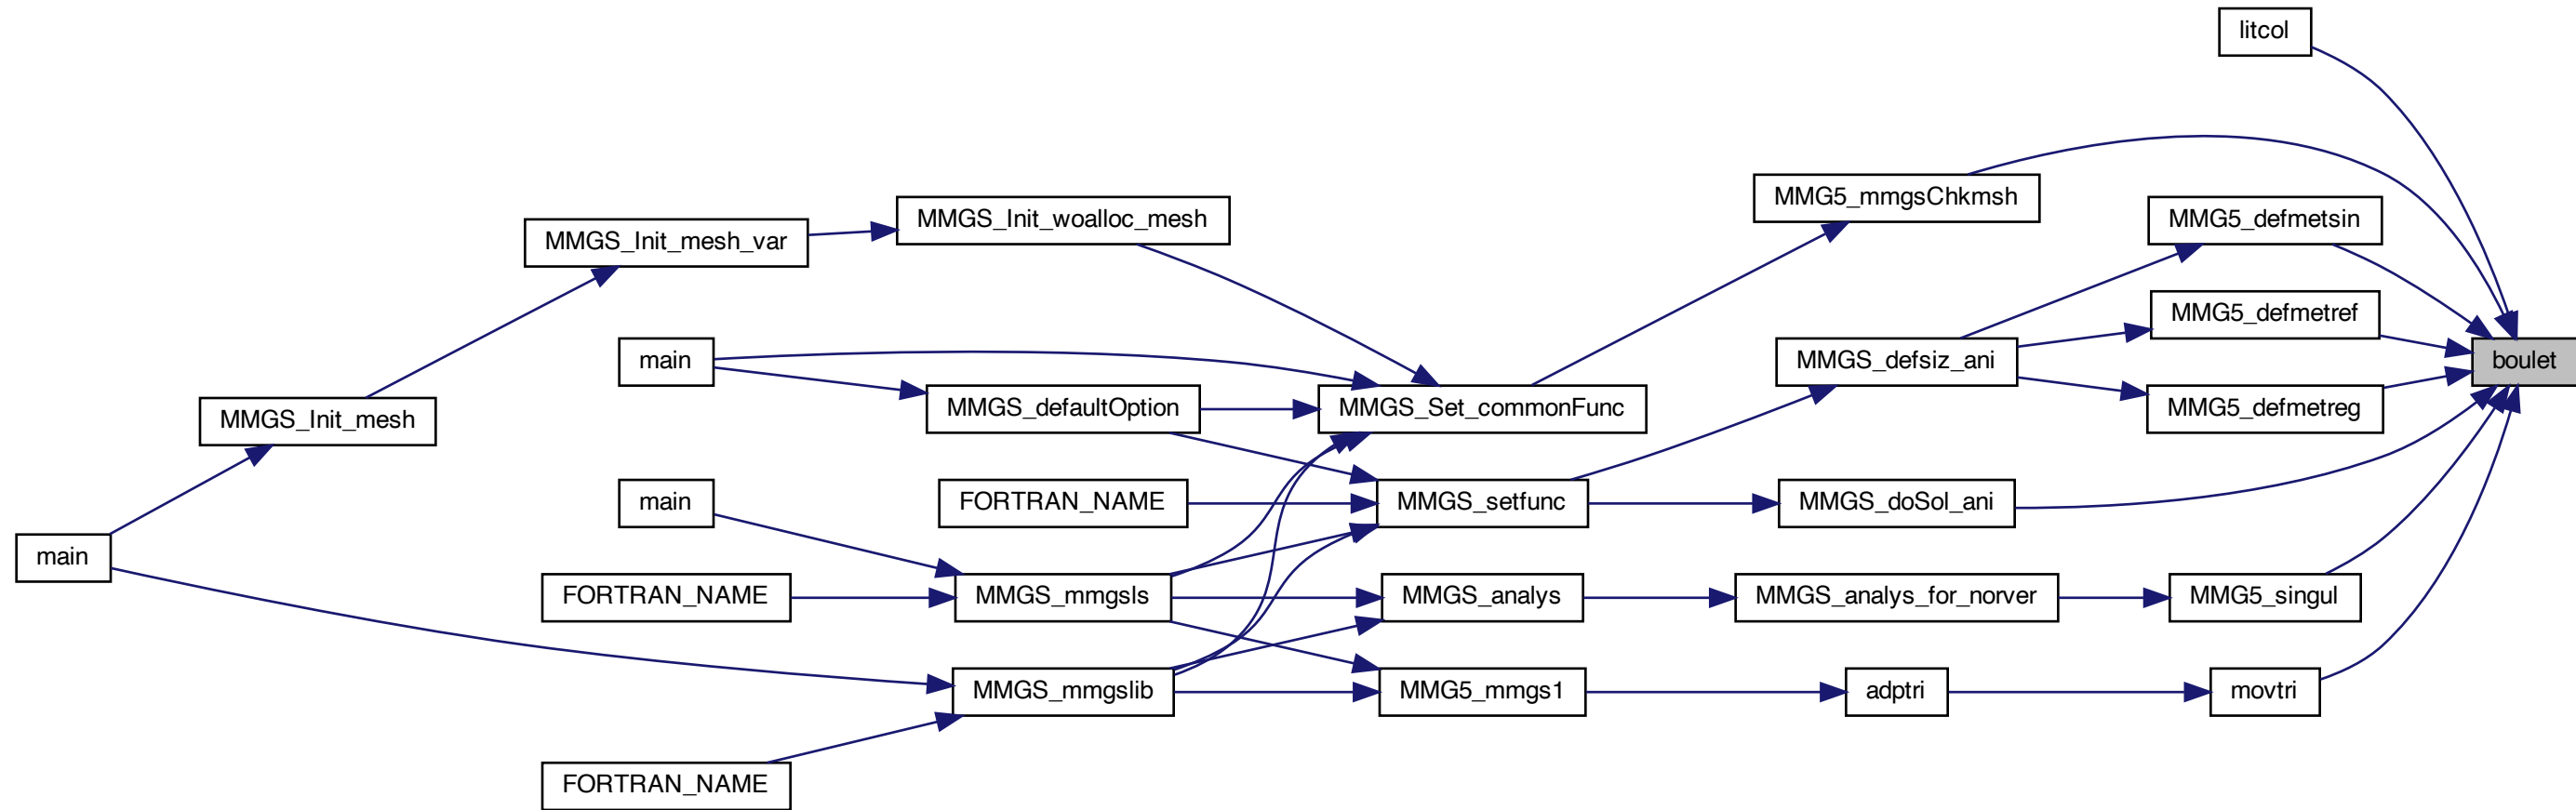 litcol
MMG5_mmgsChkmsh
MMGS_Init_woalloc_mesh
MMG5_defmetsin
MMGS_Init_mesh_var
MMG5_defmetref
main
MMGS_defsiz_ani
boulet
MMGS_defaultOption
MMGS_Set_commonFunc
MMG5_defmetreg
MMGS_Init_mesh
main
FORTRAN_NAME
MMGS_setfunc
MMGS_doSol_ani
main
FORTRAN_NAME
MMGS_mmgsls
MMGS_analys
MMGS_analys_for_norver
MMG5_singul
MMGS_mmgslib
MMG5_mmgs1
adptri
movtri
FORTRAN_NAME